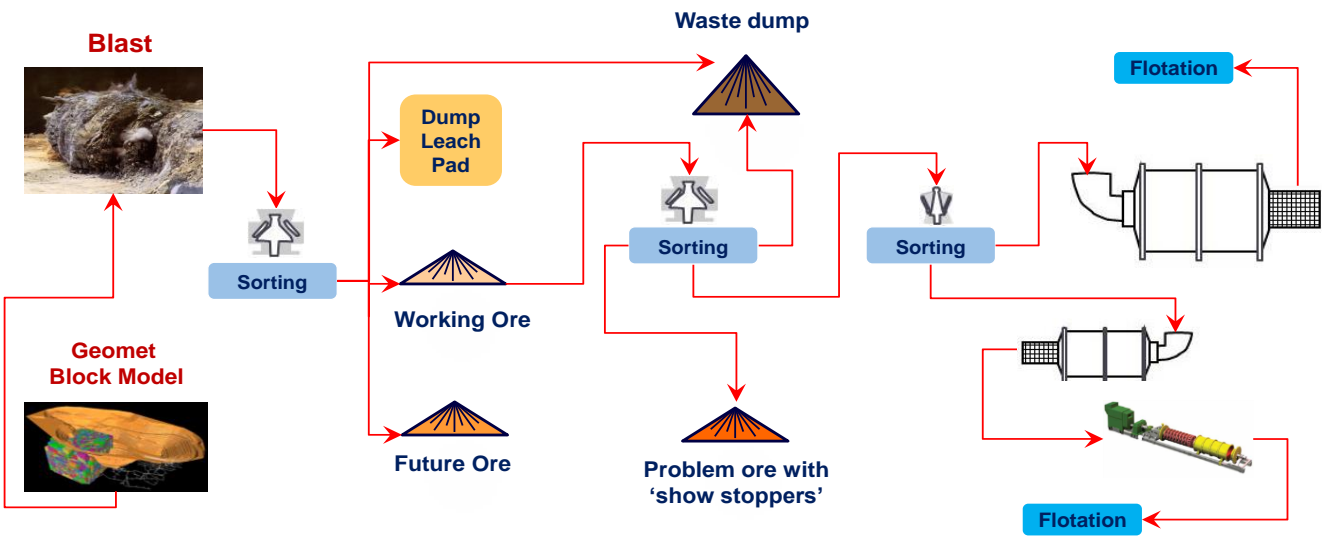 Waste dump
Blast
Flotation
Dump
Leach
Pad
Sorting
Sorting
Sorting
Working Ore
Geomet
Block Model
Future Ore
Problem ore with
‘show stoppers’
Flotation